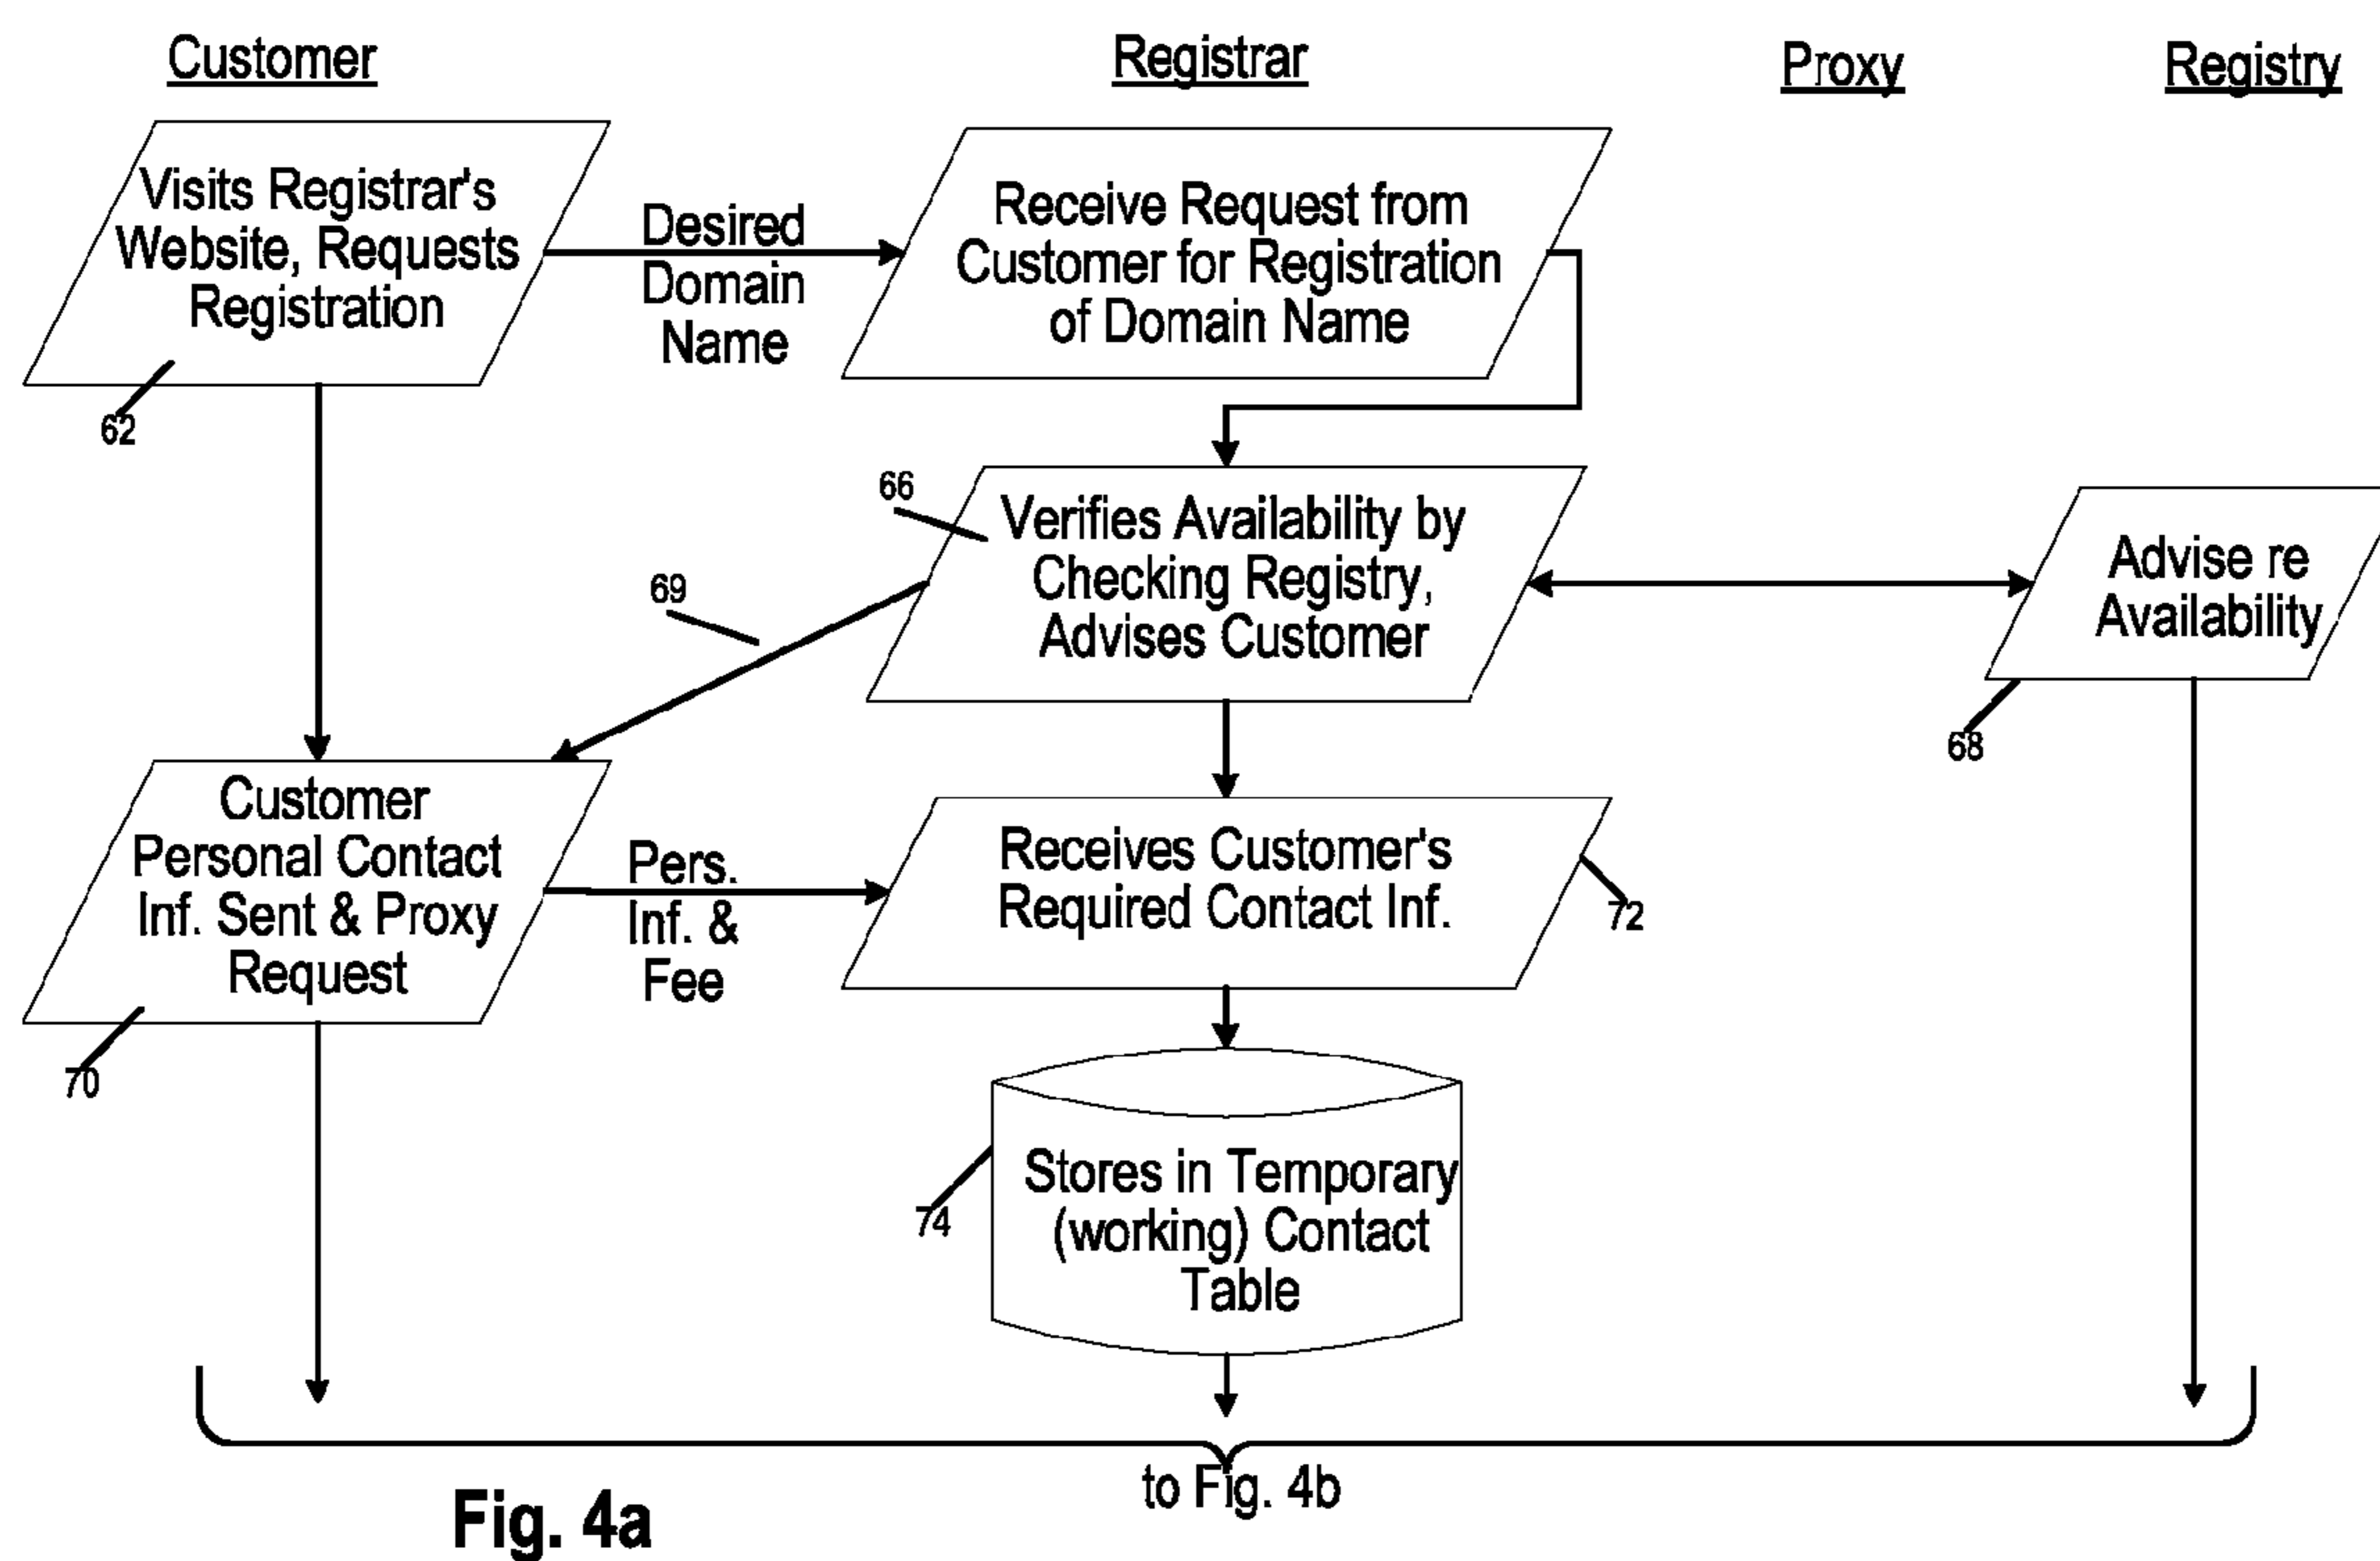 Customer
Registrar
Proxy
Registry
Visits Registrar's
Website, Requests
Registration
62
Desired
Domain
Name
Receive Request from
Customer for Registration
of Domain Name
66
Verifies Availability by
Checking Registry,
Advises Customer
69
Advise re
Availability
68
Customer
Personal Contact
Inf. Sent & Proxy
Request
70
Pers.
Inf. &
Fee
Receives Customer's
Required Contact Inf.
72
Stores in Temporary
(working) Contact
Table
74
to Fig. 4b
Fig. 4a